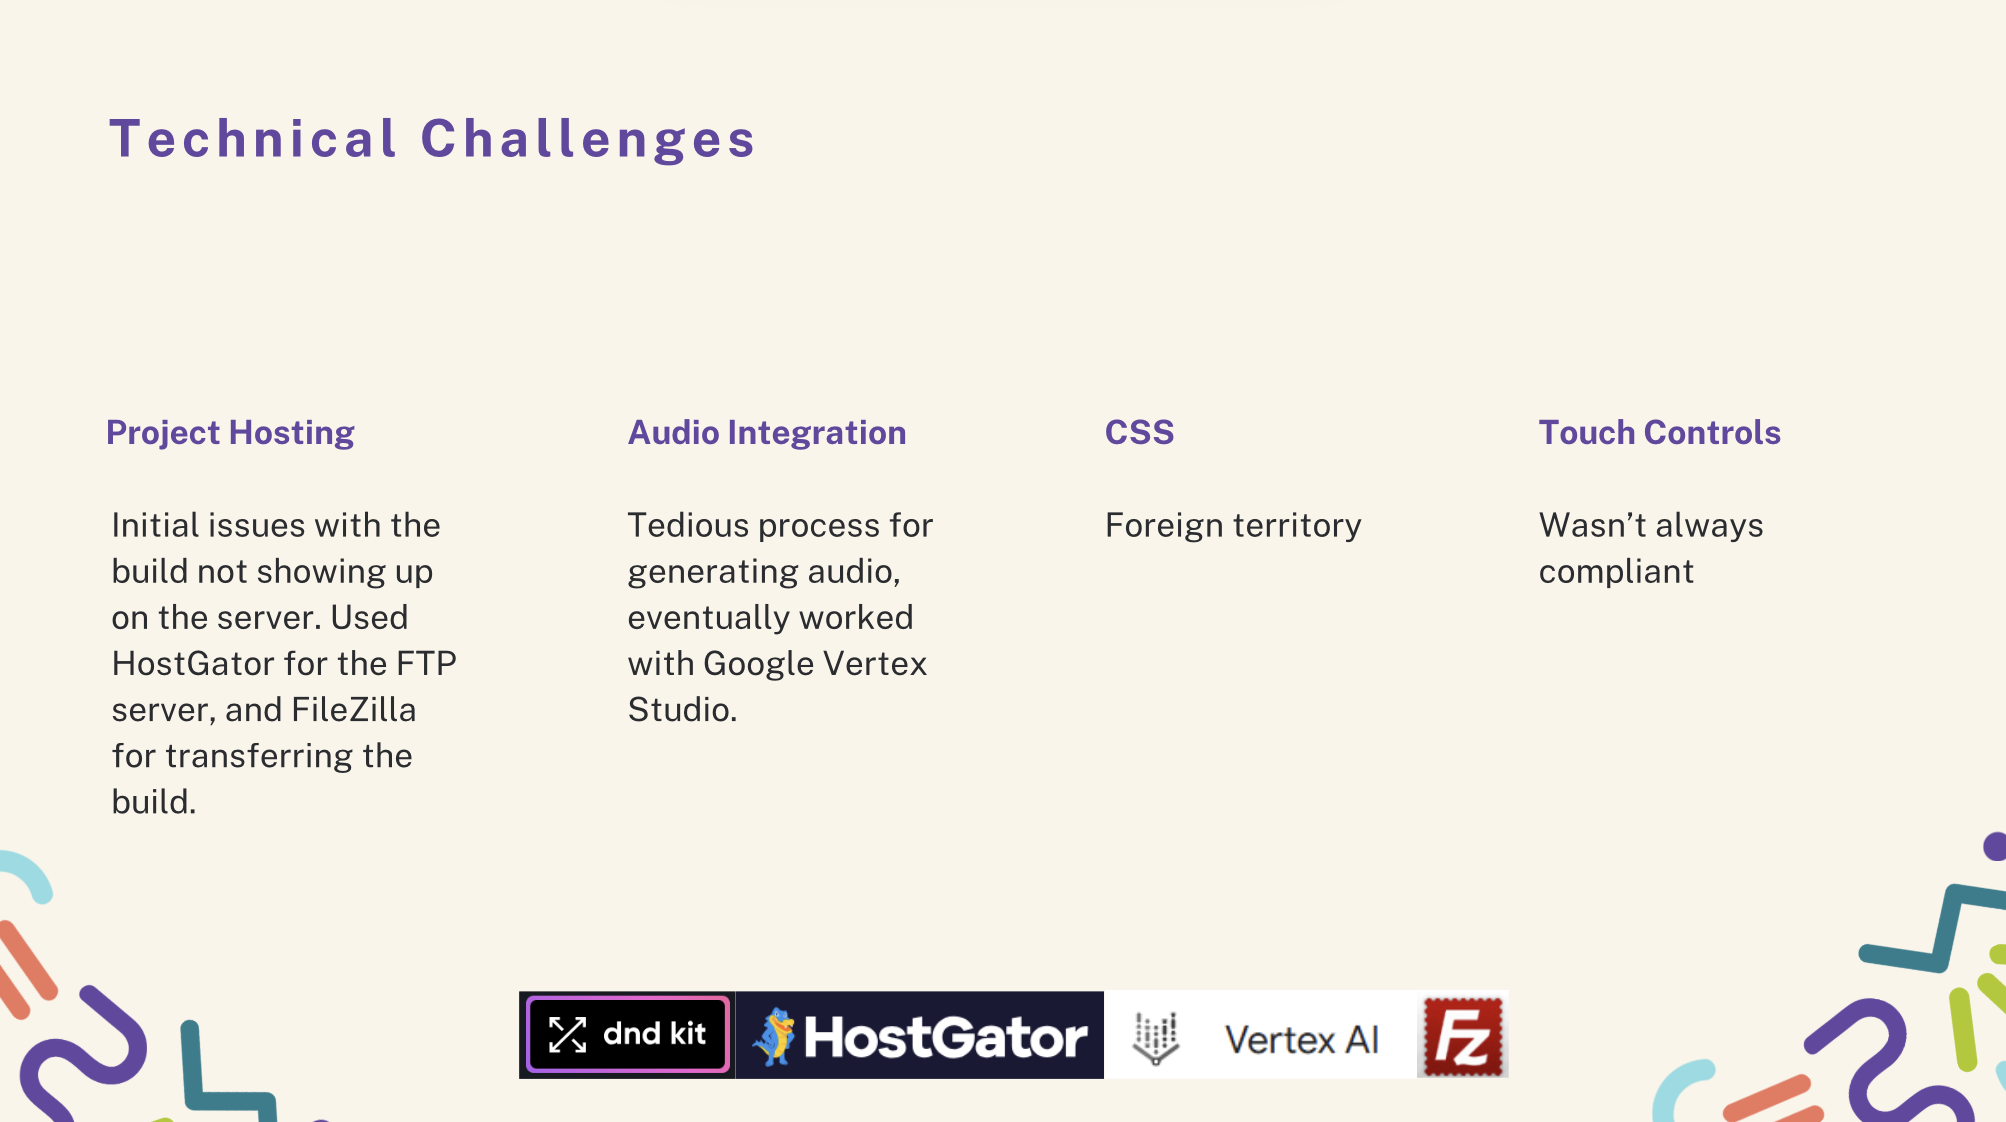 Technical Challenges
Project Hosting
Initial issues with the
build not showing up
on the server. Used
HostGator for the FTP
server, and FileZilla
for transferring the
build.
Audio Integration
Tedious process for
generating audio,
eventually worked
with Google Vertex
Studio.
CSS
Foreign territory
Touch Controls
Wasn’t always
compliant
dnd kit
HostGator
Vertex AI
Fz